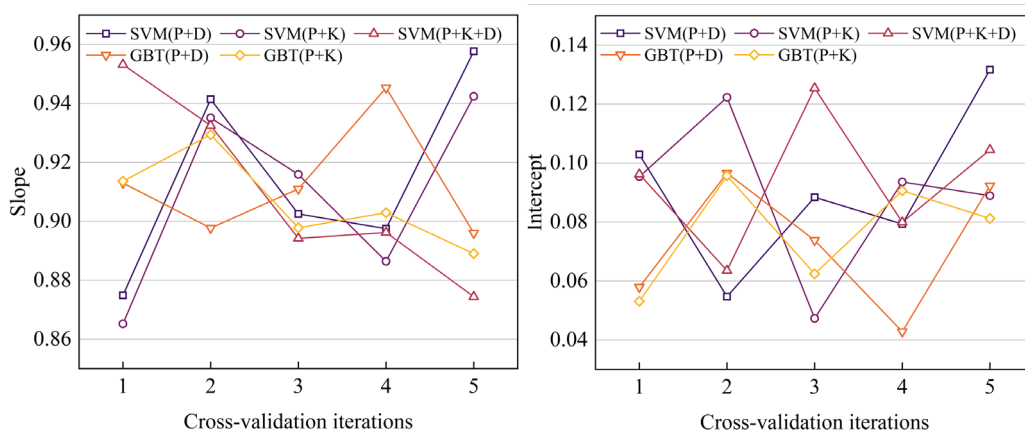 SVM(P+D) SVM(P+K) SVM(P+K+D)
GBT(P+D) GBT(P+K)
0.96
0.94
0.92
0.90
0.88
0.86
Slope
1 2 3 4 5
Cross-validation iterations
SVM(P+D) SVM(P+K) SVM(P+K+D)
GBT(P+D) GBT(P+K)
0.14
0.12
0.10
0.08
0.06
0.04
Intercept
1 2 3 4 5
Cross-validation iterations